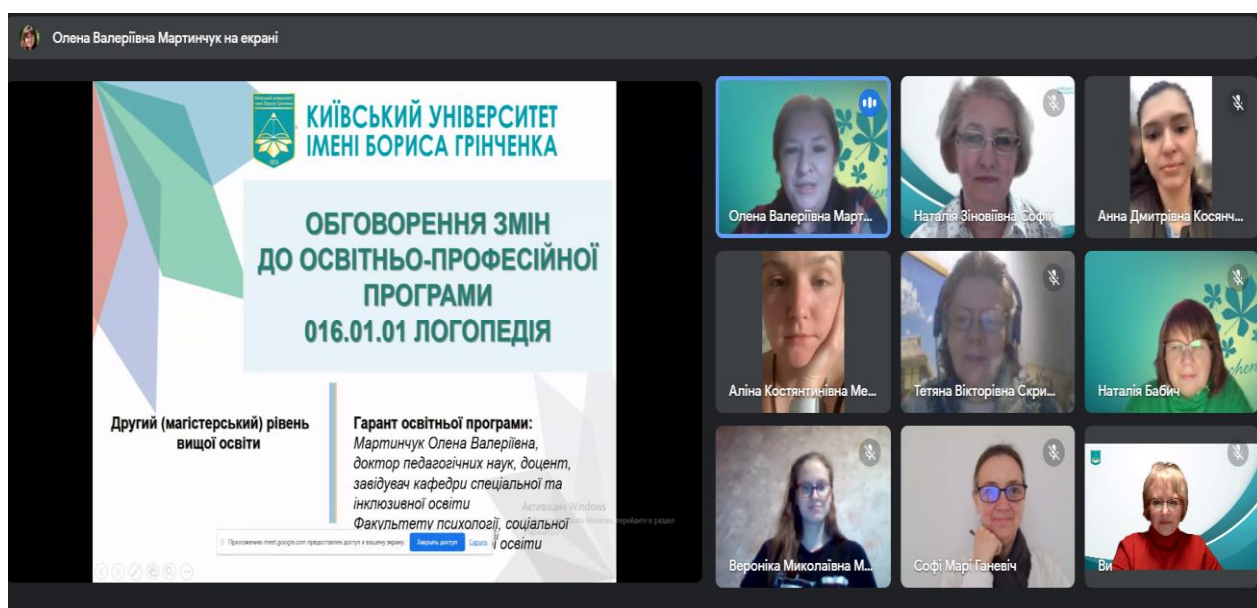 Олена Валеріївна Мартинчук на екрані
КИЇВСЬКИЙ УНІВЕРСИТЕТ
ІМЕНІ БОРИСА ГРІНЧЕНКА
ОБГОВОРЕННЯ ЗМІН
ДО ОСВІТНЬО-ПРОФЕСІЙНОЇ
ПРОГРАМИ
016.01.01 ЛОГОПЕДІЯ
Другий (магістерський) рівень
вищої освіти
Гарант освітньої програми:
Мартинчук Олена Валеріївна,
доктор педагогічних наук, доцент,
завідувач кафедри спеціальної та
інклюзивної освіти
Факультету психології, соціальної
ї освіти
Активация Windows
Windows, перейдите в раздел
Приложению meet.google.com предоставлен доступ к вашему экрану.
Закрыть доступ
Скрыть
Олена Валеріївна Март...
Наталія Зіновіївна Софій
Анна Дмитрівна Косянч...
Аліна Костянтинівна Ме...
Тетяна Вікторівна Скри...
Наталія Бабич
Вероніка Миколаївна М...
Софі Марі Ганевіч
Ви